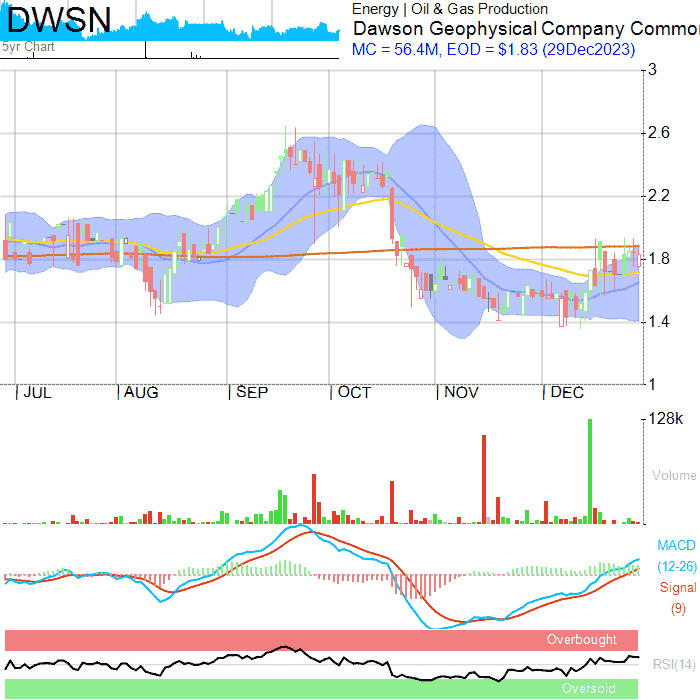 DWSN
5yr Chart
Energy | Oil & Gas Production
Dawson Geophysical Company Commo
MC = 56.4M, EOD = $1.83 (29Dec2023)
3
2.6
2.2
1.8
1.4
1
JUL AUG SEP OCT NOV DEC
128k
Volume
MACD
(12-26)
Signal
(9)
Overbought
RSI(14)
Oversold